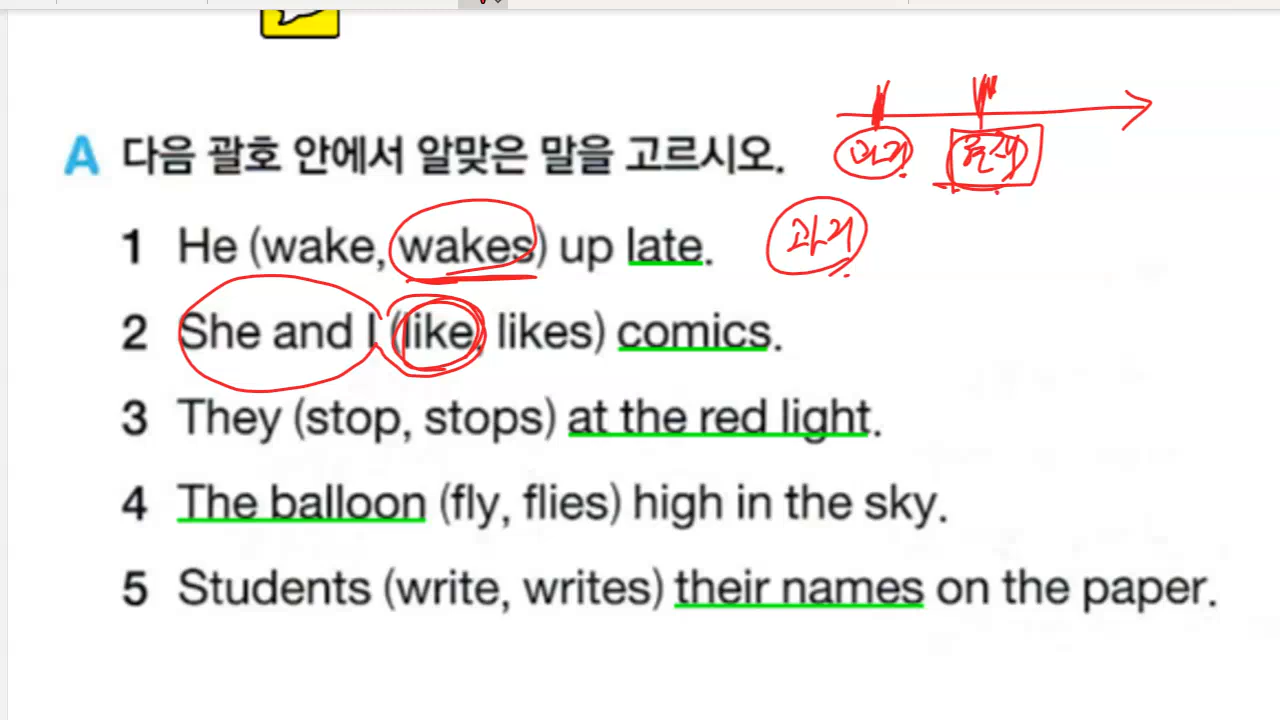 A 다음 괄호 안에서 알맞은 말을 고르시오.
과거 현재
1 He (wake, wakes) up late. 과거
2 She and I (like, likes) comics.
3 They (stop, stops) at the red light.
4 The balloon (fly, flies) high in the sky.
5 Students (write, writes) their names on the paper.